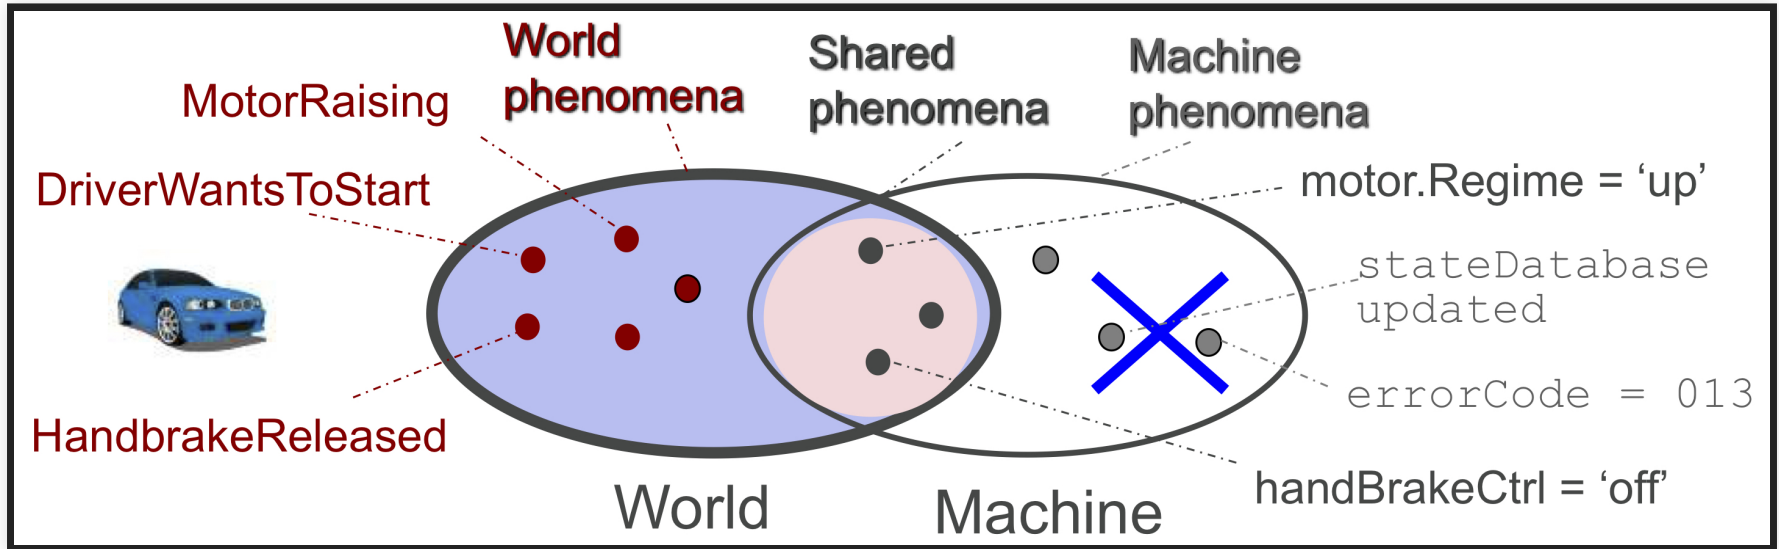 World
phenomena
Shared
phenomena
Machine
phenomena
MotorRaising
DriverWantsToStart
motor.Regime = ‘up’
stateDatabase
updated
errorCode = 013
HandbrakeReleased
handBrakeCtrl = ‘off’
World
Machine